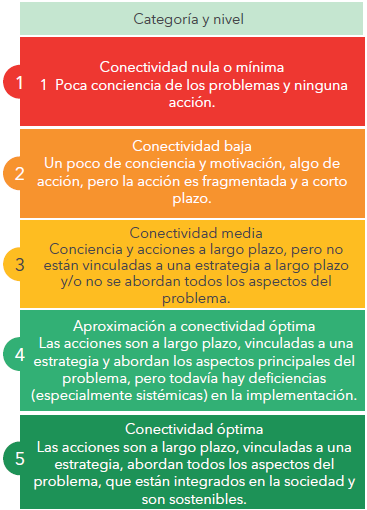 Categoría y nivel
1
Conectividad nula o mínima
1 Poca conciencia de los problemas y ninguna
acción.
2
Conectividad baja
Un poco de conciencia y motivación, algo de
acción, pero la acción es fragmentada y a corto
plazo.
3
Conectividad media
Conciencia y acciones a largo plazo, pero no
están vinculadas a una estrategia a largo plazo
y/o no se abordan todos los aspectos del
problema.
4
Aproximación a conectividad óptima
Las acciones son a largo plazo, vinculadas a una
estrategia y abordan los aspectos principales del
problema, pero todavía hay deficiencias
(especialmente sistémicas) en la implementación.
5
Conectividad óptima
Las acciones son a largo plazo, vinculadas a una
estrategia, abordan todos los aspectos del
problema, que están integrados en la sociedad y
son sostenibles.